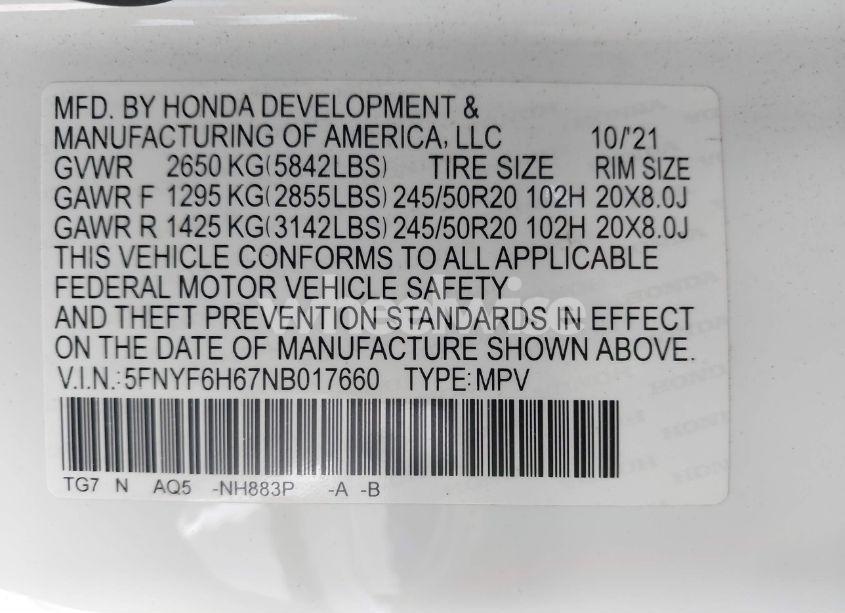 MFD. BY HONDA DEVELOPMENT &
MANUFACTURING OF AMERICA, LLC 10/'21
GVWR 2650 KG(5842LBS) TIRE SIZE RIM SIZE
GAWR F 1295 KG(2855LBS) 245/50R20 102H 20X8.0J
GAWR R 1425 KG(3142LBS) 245/50R20 102H 20X8.0J
THIS VEHICLE CONFORMS TO ALL APPLICABLE
FEDERAL MOTOR VEHICLE SAFETY
AND THEFT PREVENTION STANDARDS IN EFFECT
ON THE DATE OF MANUFACTURE SHOWN ABOVE.
V.I.N.:5FNYF6H67NB017660 TYPE:MPV
TG7 N AQ5 -NH883P -A -B